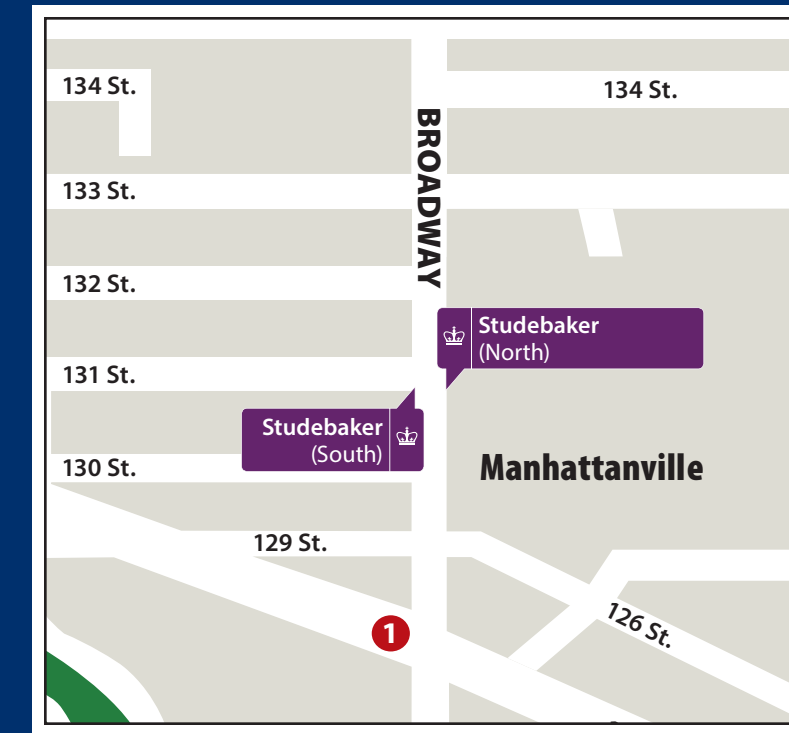 134 St.
134 St.
BROADWAY
133 St.
132 St.
Studebaker
(North)
131 St.
Studebaker
(South)
130 St.
Manhattanville
129 St.
1
126 St.